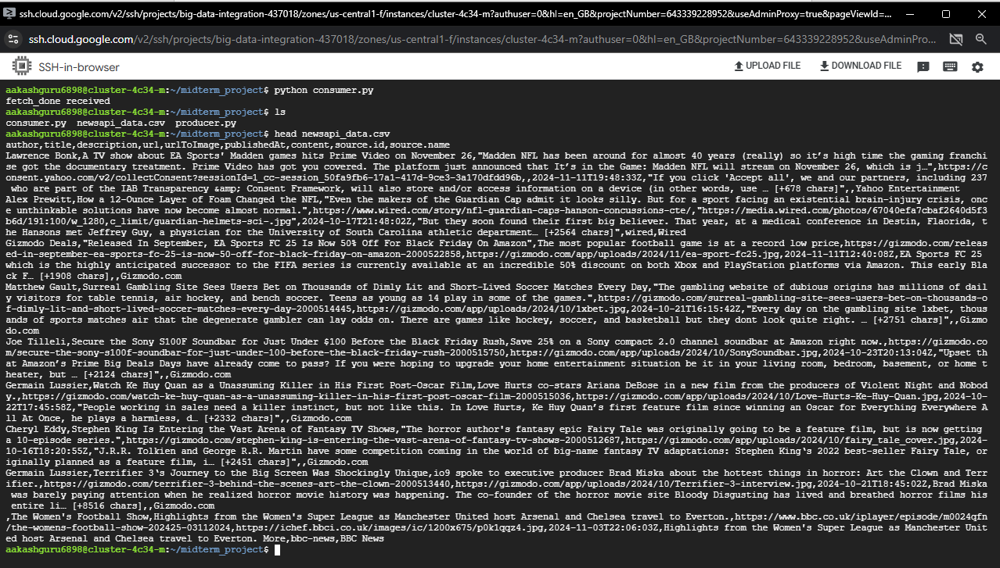 ssh.cloud.google.com/v2/ssh/projects/big-data-integration-437018/zones/us-central1-f/instances/cluster-4c34-m?authuser=0&hl=en_GB&projectNumber=643339228952&useAdminProxy=true&pageViewId=...
ssh.cloud.google.com/v2/ssh/projects/big-data-integration-437018/zones/us-central1-f/instances/cluster-4c34-m?authuser=0&hl=en_GB&projectNumber=643339228952&useAdminPro...
SSH-in-browser UPLOAD FILE DOWNLOAD FILE
aakashguru6898@cluster-4c34-m:~/midterm_project$ python consumer.py
fetch_done received
aakashguru6898@cluster-4c34-m:~/midterm_project$ ls
consumer.py  newsapi_data.csv  producer.py
aakashguru6898@cluster-4c34-m:~/midterm_project$ head newsapi_data.csv
author,title,description,url,urlToImage,publishedAt,content,source.id,source.name
Lawrence Bonk,A TV show about EA Sports' Madden games hits Prime Video on November 26,"Madden NFL has been around for almost 40 years (really) so it’s high time the gaming franchi
se got the documentary treatment. Prime Video has got you covered. The platform just announced that It’s in the Game: Madden NFL will stream on November 26, which is j…",https://c
onsent.yahoo.com/v2/collectConsent?sessionId=1_cc-session_50fa9fb6-17a1-417d-9ce3-3a170dfdd96b,,2024-11-11T19:48:33Z,"If you click 'Accept all', we and our partners, including 237
 who are part of the IAB Transparency &amp; Consent Framework, will also store and/or access information on a device (in other words, use … [+678 chars]",,Yahoo Entertainment
Alex Prewitt,How a 12-Ounce Layer of Foam Changed the NFL,"Even the makers of the Guardian Cap admit it looks silly. But for a sport facing an existential brain-injury crisis, onc
e unthinkable solutions have now become almost normal.",https://www.wired.com/story/nfl-guardian-caps-hanson-concussions-cte/,"https://media.wired.com/photos/67040efa7cbaf2640d5f3
b6d/191:100/w_1280,c_limit/guardian-helmets-sci-.jpg",2024-10-17T21:48:02Z,"But they soon found their first big believer. That year, at a medical conference in Destin, Flaorida, t
he Hansons met Jeffrey Guy, a physician for the University of South Carolina athletic department… [+2564 chars]",wired,Wired
Gizmodo Deals,"Released In September, EA Sports FC 25 Is Now 50% Off For Black Friday On Amazon",The most popular football game is at a record low price,https://gizmodo.com/releas
ed-in-september-ea-sports-fc-25-is-now-50-off-for-black-friday-on-amazon-2000522858,https://gizmodo.com/app/uploads/2024/11/ea-sport-fc25.jpg,2024-11-11T12:40:08Z,EA Sports FC 25
which is the highly anticipated successor to the FIFA series is currently available at an incredible 50% discount on both Xbox and PlayStation platforms via Amazon. This early Bla
ck F… [+1908 chars],,Gizmodo.com
Matthew Gault,Surreal Gambling Site Sees Users Bet on Thousands of Dimly Lit and Short-Lived Soccer Matches Every Day,"The gambling website of dubious origins has millions of dail
y visitors for table tennis, air hockey, and bench soccer. Teens as young as 14 play in some of the games.",https://gizmodo.com/surreal-gambling-site-sees-users-bet-on-thousands-o
f-dimly-lit-and-short-lived-soccer-matches-every-day-2000514445,https://gizmodo.com/app/uploads/2024/10/1xbet.jpg,2024-10-21T16:15:42Z,"Every day on the gambling site 1xbet, thous
ands of sports matches air that the degenerate gambler can lay odds on. There are games like hockey, soccer, and basketball but they dont look quite right. … [+2751 chars]",,Gizmo
do.com
Joe Tilleli,Secure the Sony S100F Soundbar for Just Under $100 Before the Black Friday Rush,Save 25% on a Sony compact 2.0 channel soundbar at Amazon right now.,https://gizmodo.co
m/secure-the-sony-s100f-soundbar-for-just-under-100-before-the-black-friday-rush-2000515750,https://gizmodo.com/app/uploads/2024/10/SonySoundbar.jpg,2024-10-23T20:13:04Z,"Upset th
at Amazon’s Prime Big Deals Days have already come to pass? If you were hoping to upgrade your home entertainment situation be it in your living room, bedroom, basement, or home t
heater, but … [+2124 chars]",,Gizmodo.com
Germain Lussier,Watch Ke Huy Quan as a Unassuming Killer in His First Post-Oscar Film,Love Hurts co-stars Ariana DeBose in a new film from the producers of Violent Night and Nobod
y.,https://gizmodo.com/watch-ke-huy-quan-as-a-unassuming-killer-in-his-first-post-oscar-film-2000515036,https://gizmodo.com/app/uploads/2024/10/Love-Hurts-Ke-Huy-Quan.jpg,2024-10-
22T17:45:58Z,"People working in sales need a killer instinct, but not like this. In Love Hurts, Ke Huy Quan’s first feature film since winning an Oscar for Everything Everywhere A
ll At Once, he plays a harmless, d… [+2332 chars]",,Gizmodo.com
Cheryl Eddy,Stephen King Is Entering the Vast Arena of Fantasy TV Shows,"The horror author's fantasy epic Fairy Tale was originally going to be a feature film, but is now getting
a 10-episode series.",https://gizmodo.com/stephen-king-is-entering-the-vast-arena-of-fantasy-tv-shows-2000512687,https://gizmodo.com/app/uploads/2024/10/fairy_tale_cover.jpg,2024-
10-16T18:20:55Z,"J.R.R. Tolkien and George R.R. Martin have some competition coming in the world of big-name fantasy TV adaptations: Stephen King‘s 2022 best-seller Fairy Tale, or
iginally planned as a feature film, i… [+2451 chars]",,Gizmodo.com
Germain Lussier,Terrifier 3‘s Journey to the Big Screen Was Shockingly Unique,io9 spoke to executive producer Brad Miska about the hottest things in horror: Art the Clown and Terr
ifier.,https://gizmodo.com/terrifier-3-behind-the-scenes-art-the-clown-2000513440,https://gizmodo.com/app/uploads/2024/10/Terrifier-3-interview.jpg,2024-10-21T18:45:02Z,Brad Miska
 was barely paying attention when he realized horror movie history was happening. The co-founder of the horror movie site Bloody Disgusting has lived and breathed horror films his
 entire li… [+8516 chars],,Gizmodo.com
,The Women's Football Show,Highlights from the Women's Super League as Manchester United host Arsenal and Chelsea travel to Everton.,https://www.bbc.co.uk/iplayer/episode/m0024qfn
/the-womens-football-show-202425-03112024,https://ichef.bbci.co.uk/images/ic/1200x675/p0k1qqz4.jpg,2024-11-03T22:06:03Z,Highlights from the Women's Super League as Manchester Unit
ed host Arsenal and Chelsea travel to Everton. More,bbc-news,BBC News
aakashguru6898@cluster-4c34-m:~/midterm_project$